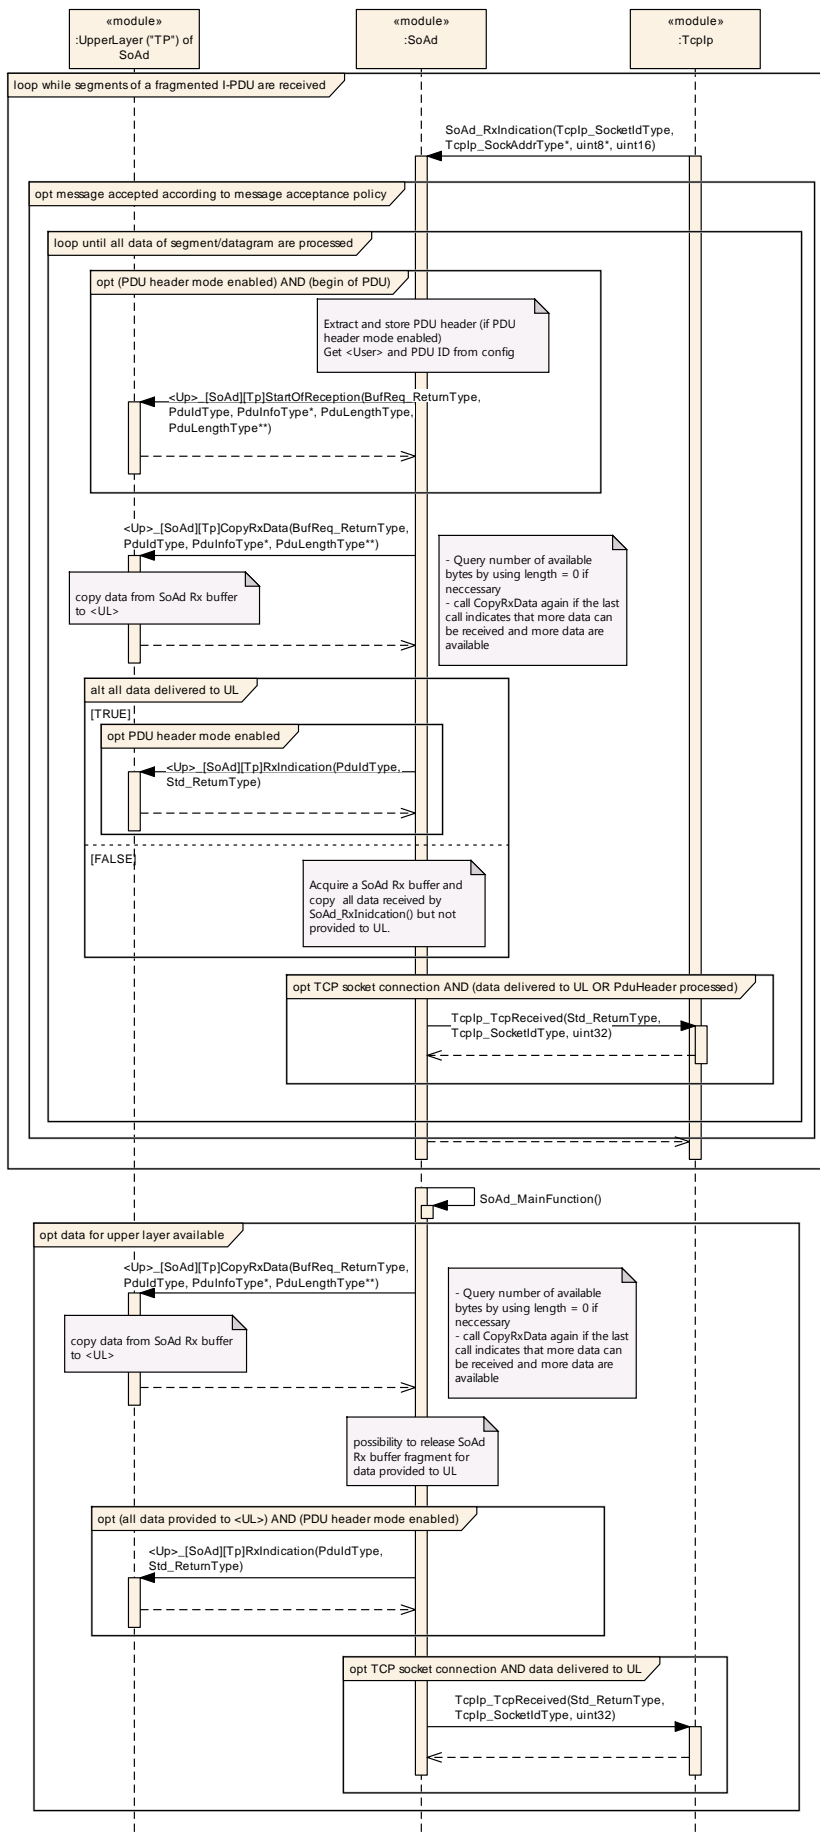 «module»
:UpperLayer ("TP") of
SoAd
«module»
:SoAd
«module»
:TcpIp
loop while segments of a fragmented I-PDU are received
SoAd_RxIndication(TcpIp_SocketIdType,
TcpIp_SockAddrType*, uint8*, uint16)
opt message accepted according to message acceptance policy
loop until all data of segment/datagram are processed
opt (PDU header mode enabled) AND (begin of PDU)
Extract and store PDU header (if PDU
header mode enabled)
Get <User> and PDU ID from config
<Up>_[SoAd][Tp]StartOfReception(BufReq_ReturnType,
PduIdType, PduInfoType*, PduLengthType,
PduLengthType**)
<Up>_[SoAd][Tp]CopyRxData(BufReq_ReturnType,
PduIdType, PduInfoType*, PduLengthType**)
- Query number of available
bytes by using length = 0 if
neccessary
- call CopyRxData again if the last
call indicates that more data can
be received and more data are
available
copy data from SoAd Rx buffer
to <UL>
alt all data delivered to UL
[TRUE]
opt PDU header mode enabled
<Up>_[SoAd][Tp]RxIndication(PduIdType,
Std_ReturnType)
[FALSE]
Acquire a SoAd Rx buffer and
copy  all data received by
SoAd_RxInidcation() but not
provided to UL.
opt TCP socket connection AND (data delivered to UL OR PduHeader processed)
TcpIp_TcpReceived(Std_ReturnType,
TcpIp_SocketIdType, uint32)
SoAd_MainFunction()
opt data for upper layer available
<Up>_[SoAd][Tp]CopyRxData(BufReq_ReturnType,
PduIdType, PduInfoType*, PduLengthType**)
- Query number of available
bytes by using length = 0 if
neccessary
- call CopyRxData again if the last
call indicates that more data can
be received and more data are
available
copy data from SoAd Rx buffer
to <UL>
possibility to release SoAd
Rx buffer fragment for
data provided to UL
opt (all data provided to <UL>) AND (PDU header mode enabled)
<Up>_[SoAd][Tp]RxIndication(PduIdType,
Std_ReturnType)
opt TCP socket connection AND data delivered to UL
TcpIp_TcpReceived(Std_ReturnType,
TcpIp_SocketIdType, uint32)